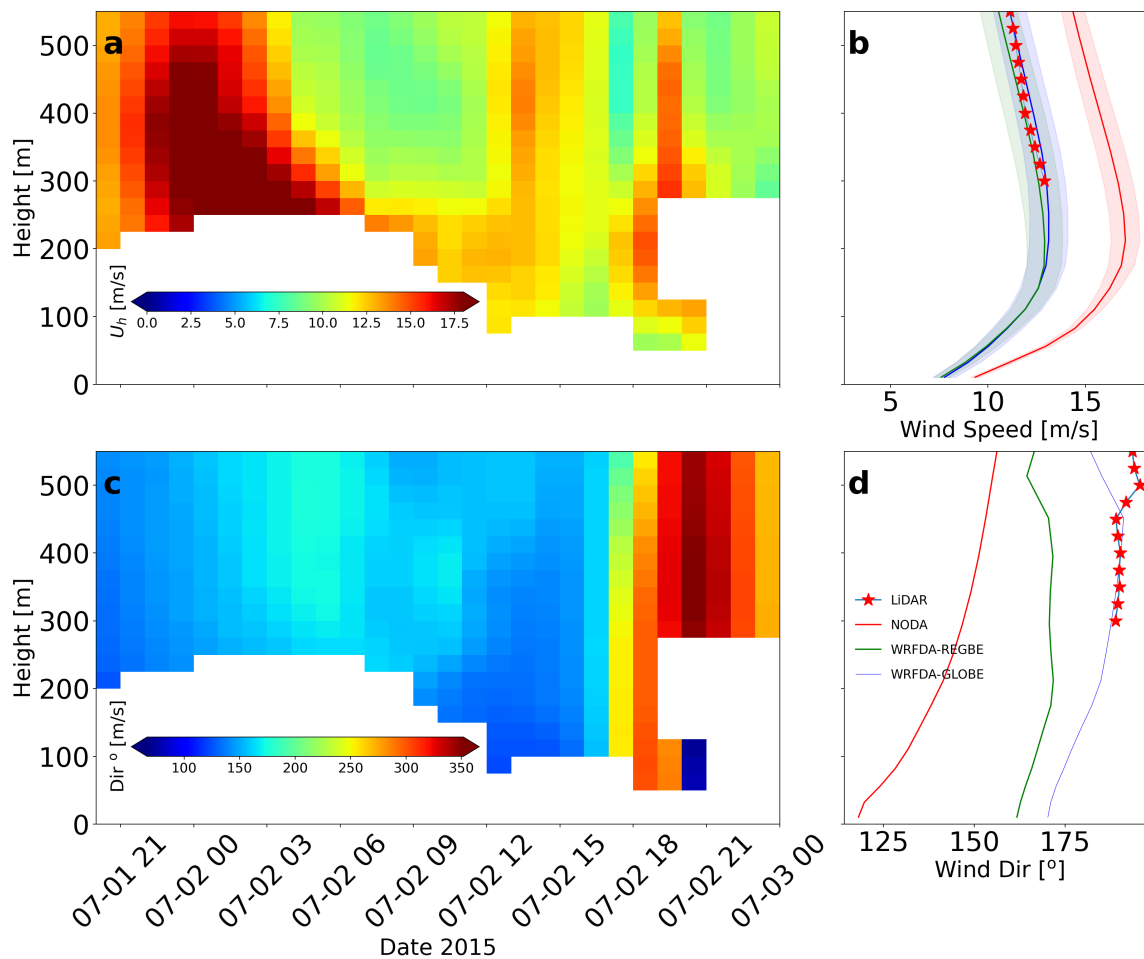 a
500
400
300
200
100
0
Height [m]
U_h [m/s]
0.0 2.5 5.0 7.5 10.0 12.5 15.0 17.5
b
5 10 15
Wind Speed [m/s]
c
500
400
300
200
100
0
Height [m]
Dir º [m/s]
100 150 200 250 300 350
07-01 21
07-02 00
07-02 03
07-02 06
07-02 09
07-02 12
07-02 18
07-02 21
07-03 00
Date 2015
d
LiDAR
NODA
WRFDA-REGBE
WRFDA-GLOBE
125 150 175
Wind Dir [º]